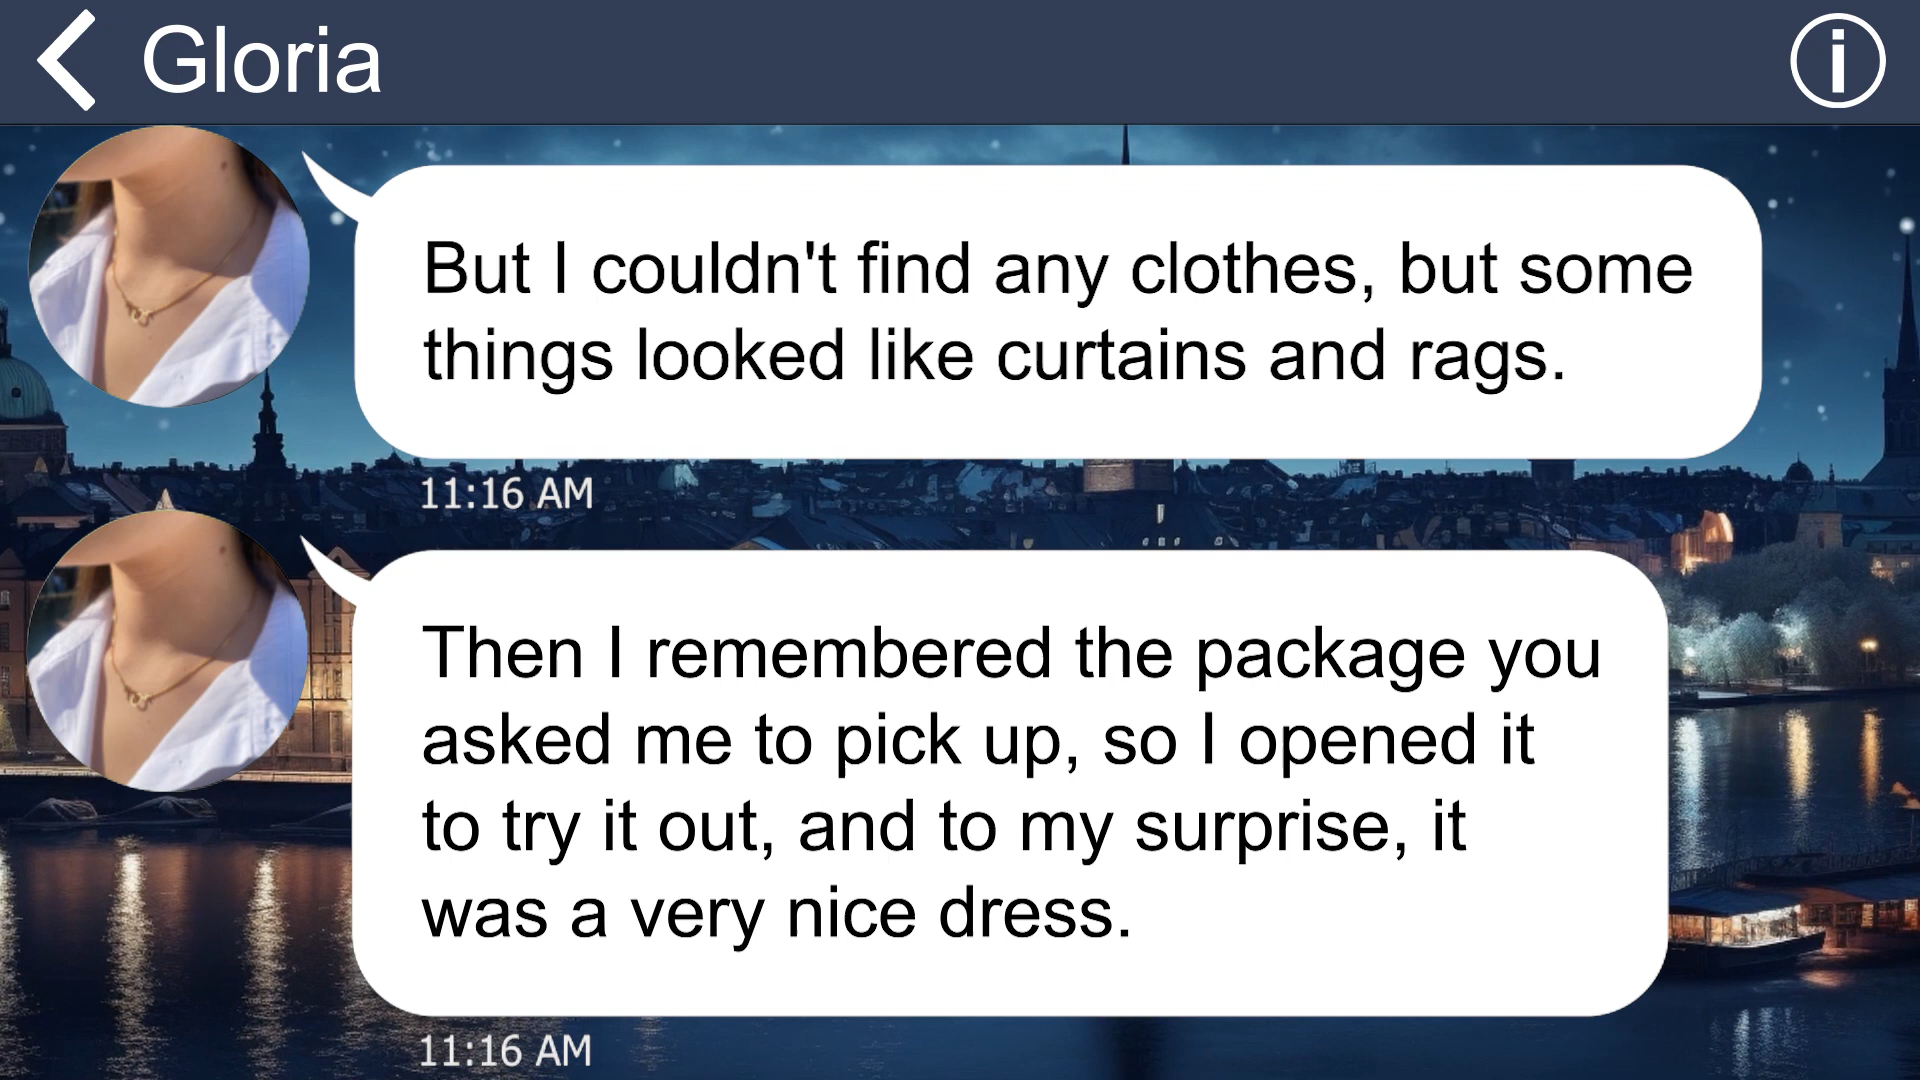 Gloria
But I couldn't find any clothes, but some
things looked like curtains and rags.
11:16 AM
Then I remembered the package you
asked me to pick up, so I opened it
to try it out, and to my surprise, it
was a very nice dress.
11:16 AM